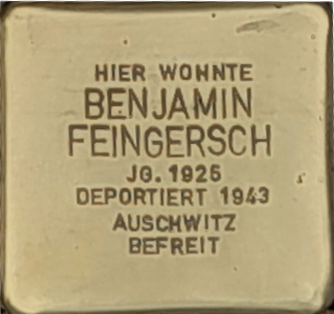 HIER WOHNTE
BENJAMIN
FEINGERSCH
JG. 1925
DEPORTIERT 1943
AUSCHWITZ
BEFREIT